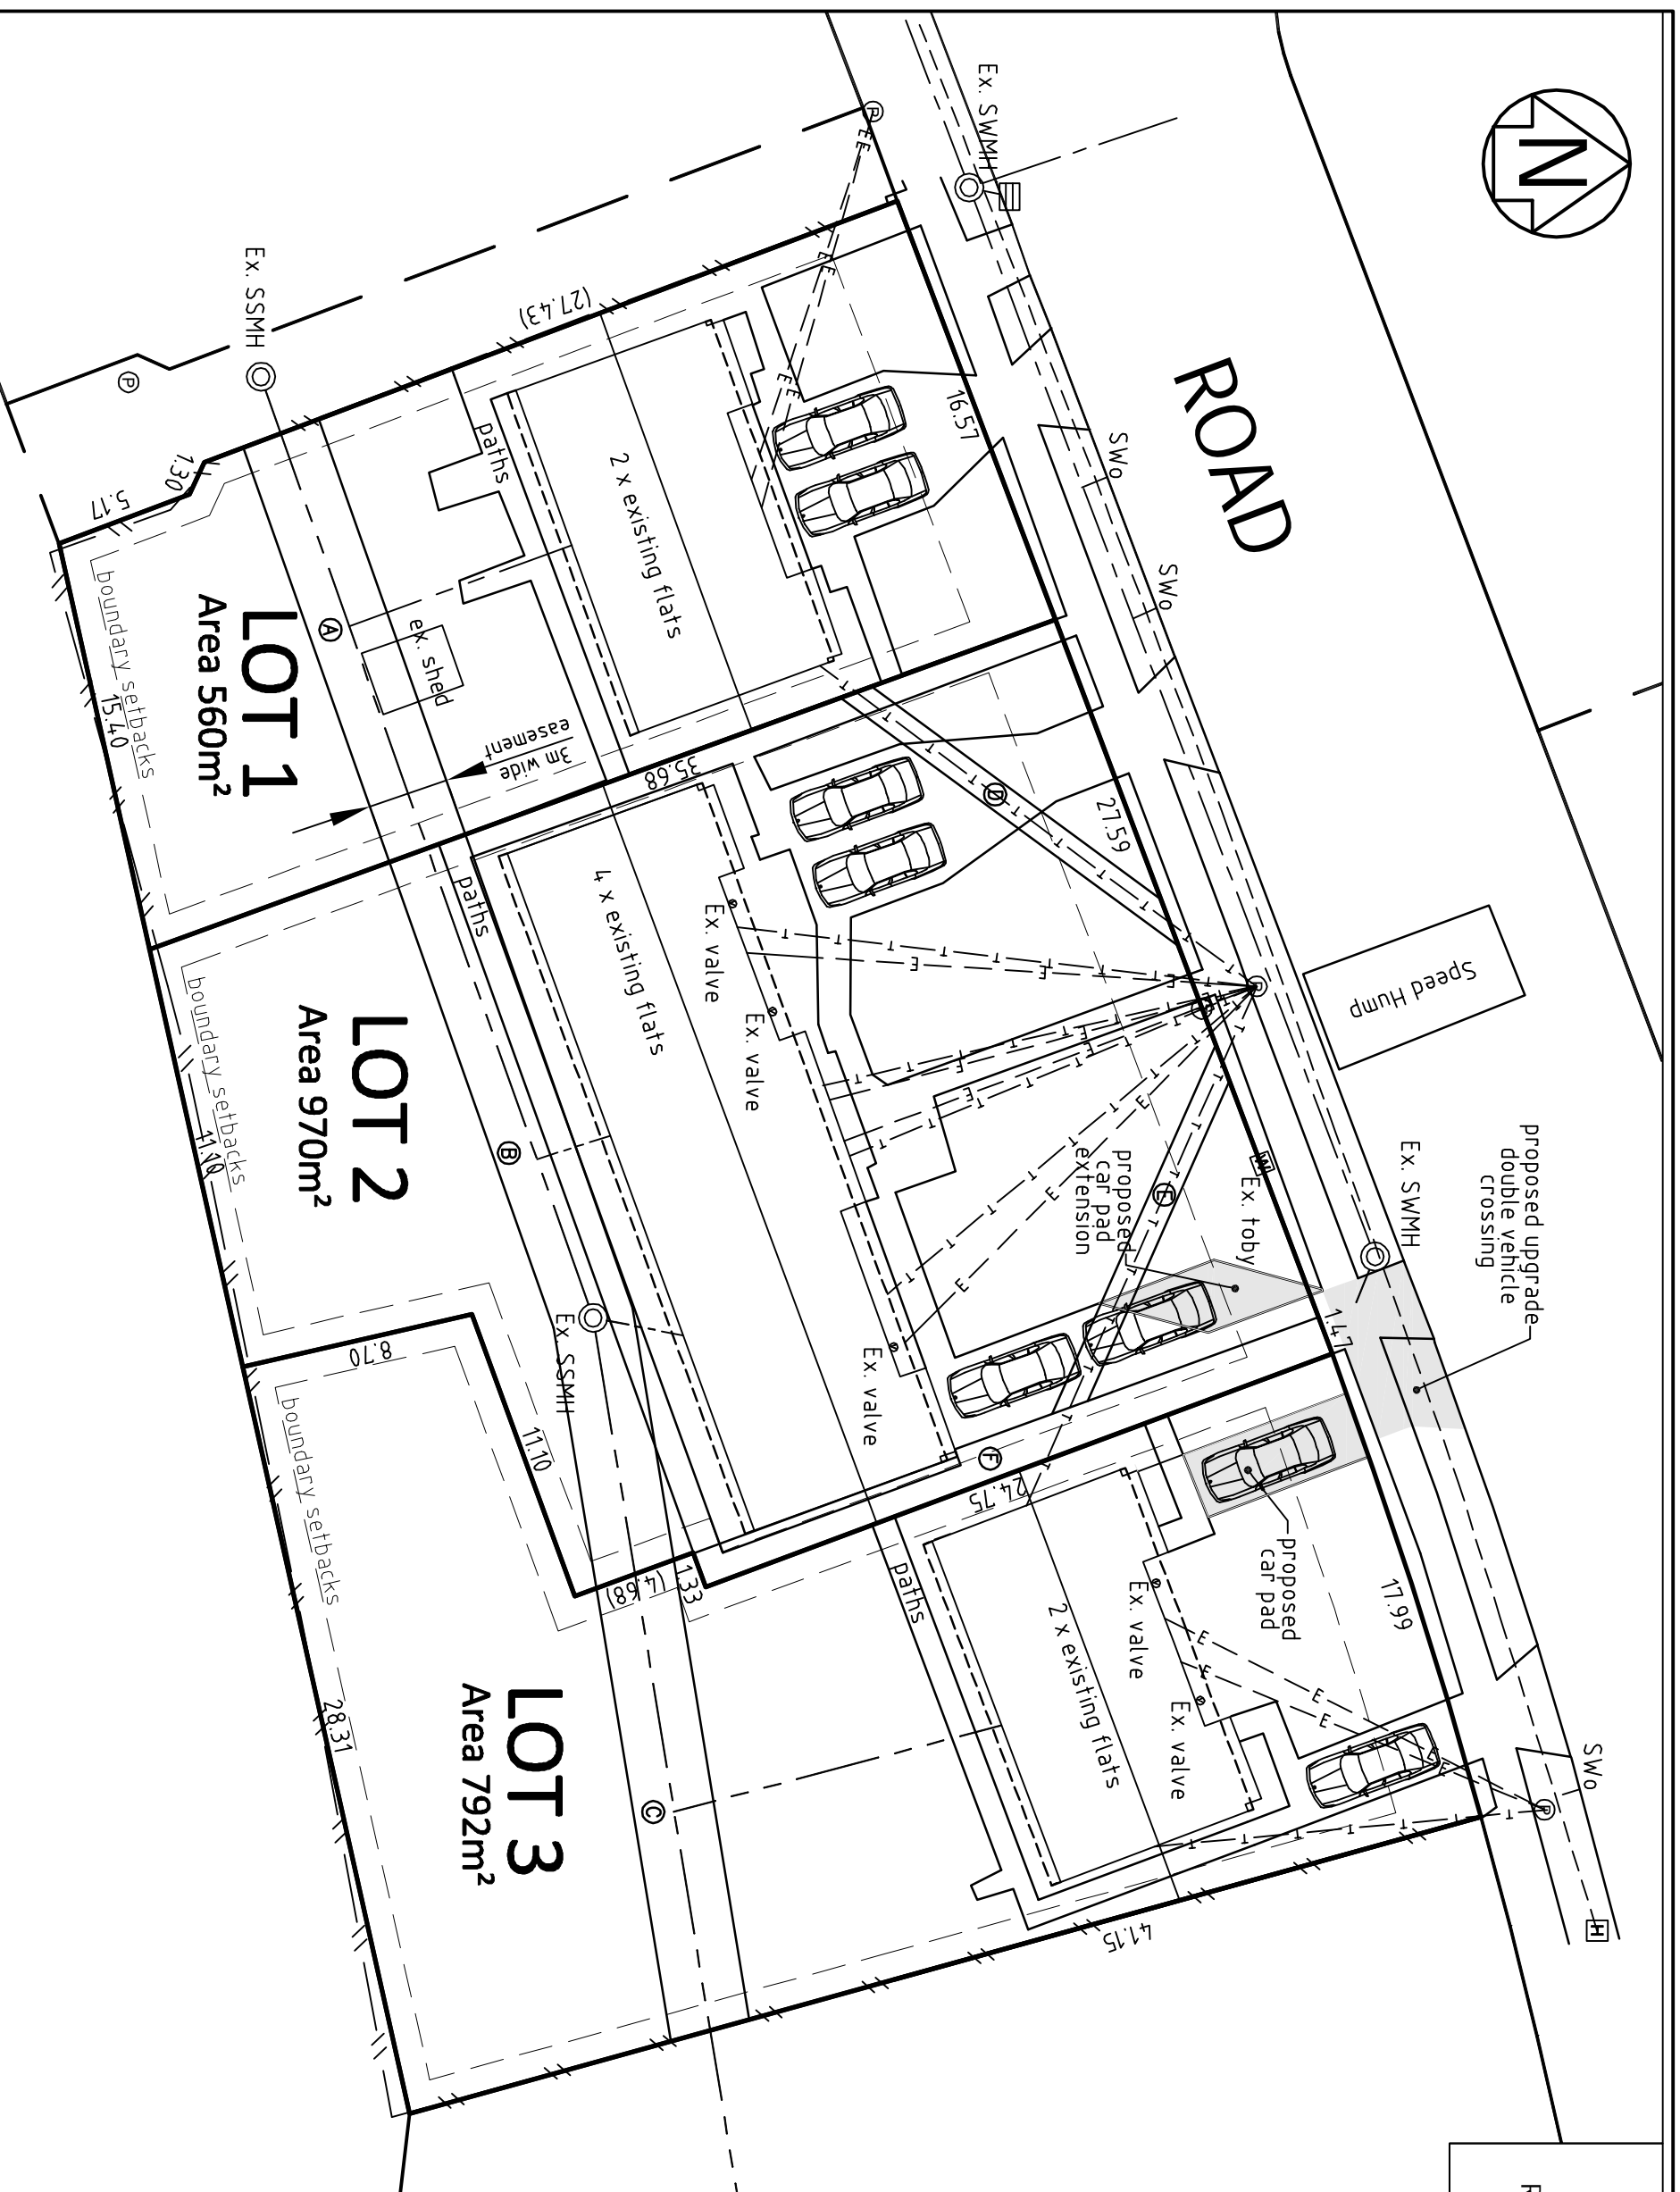 N
ROAD
Ex. SWMH
SWo
SWo
Speed Hump
proposed upgrade
double vehicle
crossing
Ex. SWMH
SWo
H
P
16.57
27.59
1.47
17.99
W
Ex. toby
proposed
car pad
extension
proposed
car pad
D
E
F
(27.43)
35.68
24.75
41.15
2 x existing flats
4 x existing flats
2 x existing flats
Ex. valve
Ex. valve
Ex. valve
Ex. valve
Ex. valve
paths
paths
paths
ex. shed
3m wide
easement
Ex. SSMH
Ex. SSMH
P
A
B
C
1.30
5.17
15.40
11.10
8.70
11.10
(4.68)
1.33
28.31
boundary setbacks
boundary setbacks
boundary setbacks
LOT 1
Area 560m²
LOT 2
Area 970m²
LOT 3
Area 792m²